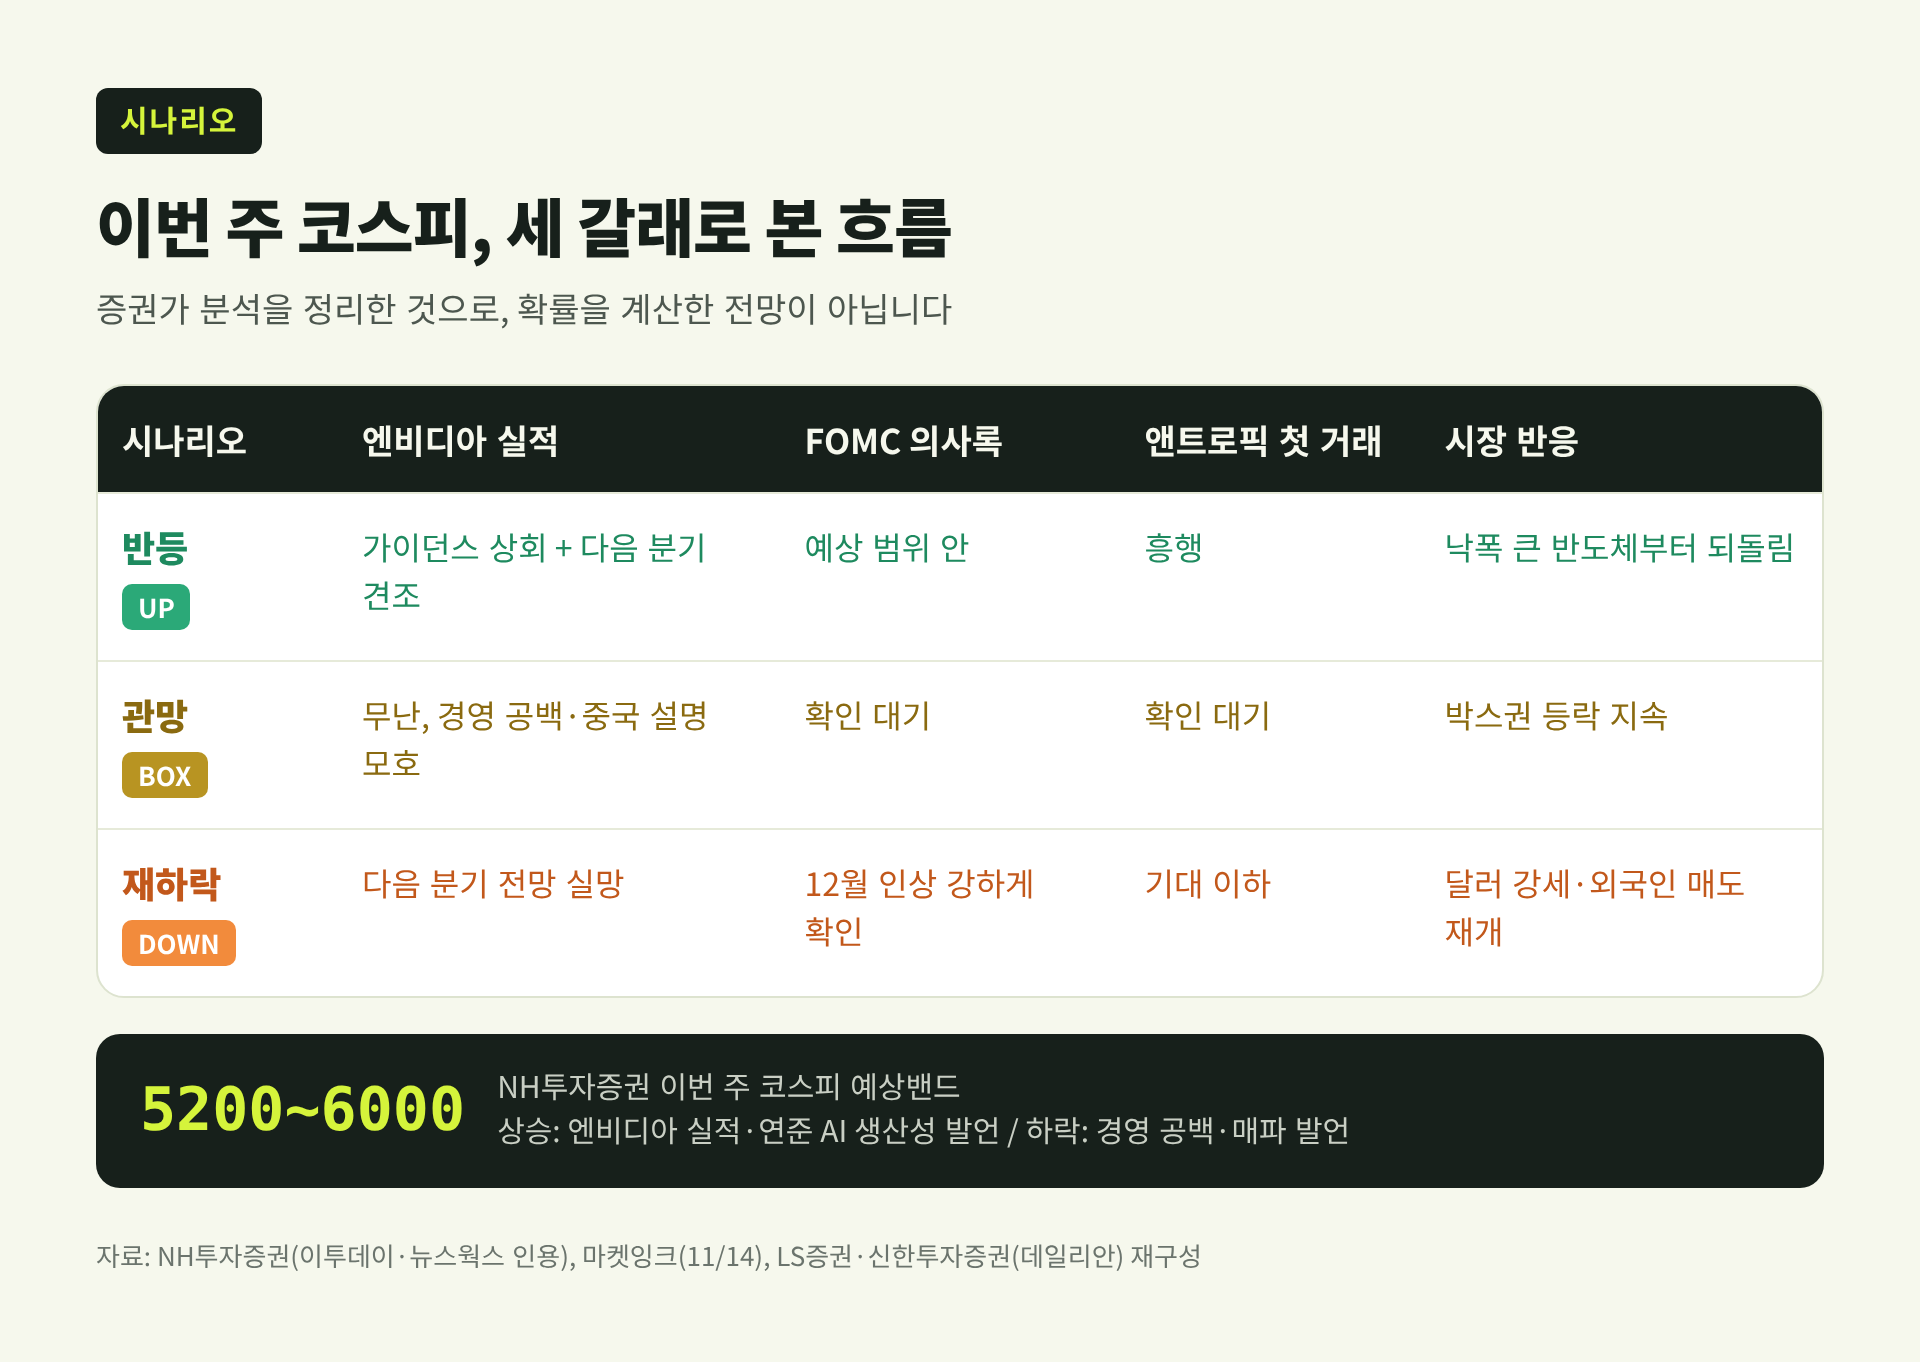 시나리오
이번 주 코스피, 세 갈래로 본 흐름
증권가 분석을 정리한 것으로, 확률을 계산한 전망이 아닙니다
시나리오 엔비디아 실적 FOMC 의사록 앤트로픽 첫 거래 시장 반응
반등 가이던스 상회 + 다음 분기 예상 범위 안 흥행 낙폭 큰 반도체부터 되돌림
견조
UP
관망 무난, 경영 공백·중국 설명 확인 대기 확인 대기 박스권 등락 지속
모호
BOX
재하락 다음 분기 전망 실망 12월 인상 강하게 기대 이하 달러 강세·외국인 매도
확인 재개
DOWN
5200~6000
NH투자증권 이번 주 코스피 예상밴드
상승: 엔비디아 실적·연준 AI 생산성 발언 / 하락: 경영 공백·매파 발언
자료: NH투자증권(이투데이·뉴스웍스 인용), 마켓잉크(11/14), LS증권·신한투자증권(데일리안) 재구성